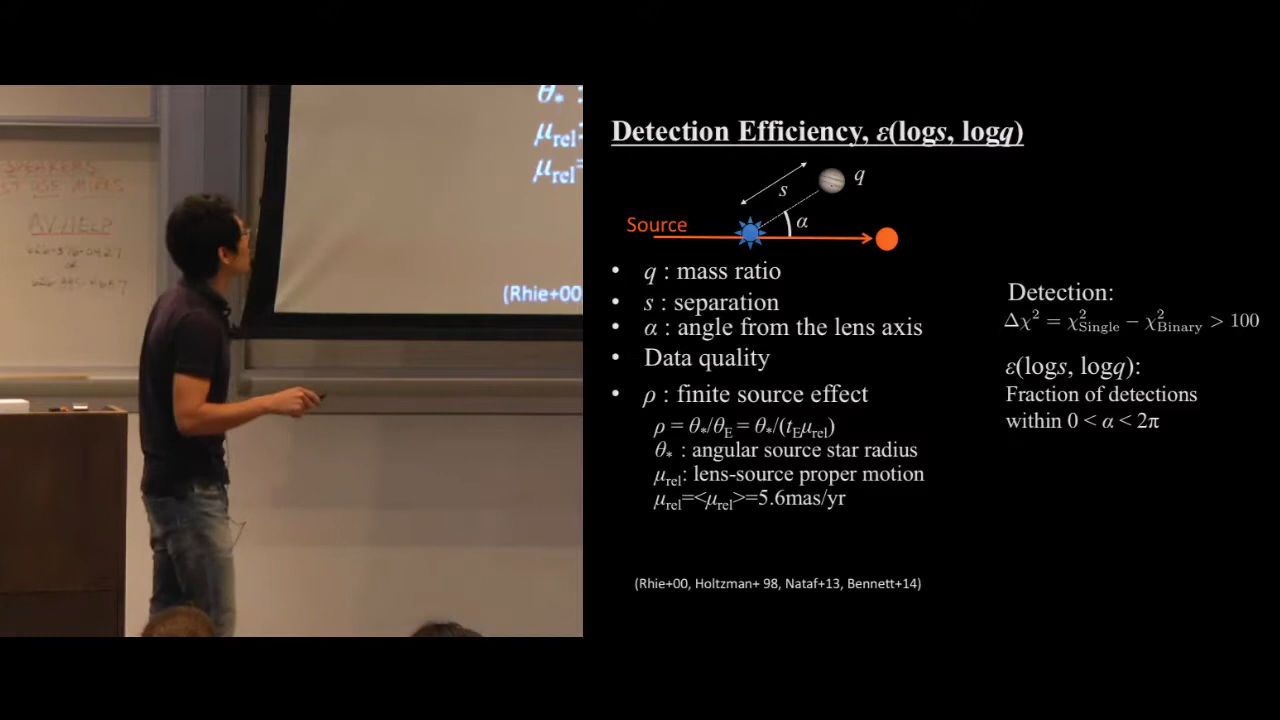 θ* :
μrel:
μrel=
(Rhie+00,
SPEAKERS
AV HELP
Detection Efficiency, ε(logs, logq)
q
s
α
Source
• q : mass ratio
• s : separation
• α : angle from the lens axis
• Data quality
• ρ : finite source effect
ρ = θ*/θE = θ*/(tEμrel)
θ* : angular source star radius
μrel: lens-source proper motion
μrel=<μrel>=5.6mas/yr
(Rhie+00, Holtzman+ 98, Nataf+13, Bennett+14)
Detection:
Δχ² = χ²Single − χ²Binary > 100
ε(logs, logq):
Fraction of detections
within 0 < α < 2π